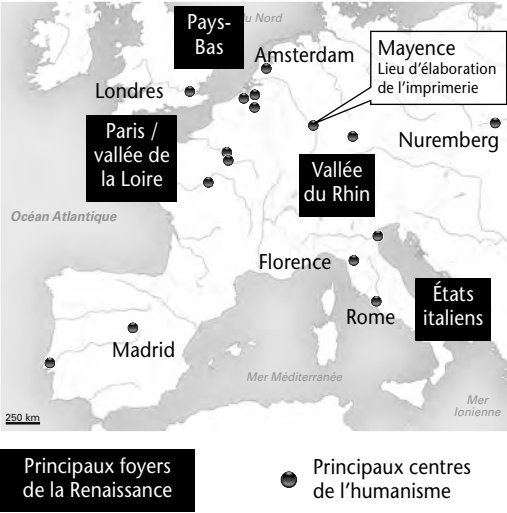 Pays-
Bas
du Nord
Amsterdam
Mayence
Lieu d'élaboration
de l'imprimerie
Londres
Paris /
vallée de
la Loire
Nuremberg
Vallée
du Rhin
Océan Atlantique
Florence
États
italiens
Rome
Madrid
Mer Méditerranée
Mer
Ionienne
250 km
Principaux foyers
de la Renaissance
Principaux centres
de l'humanisme